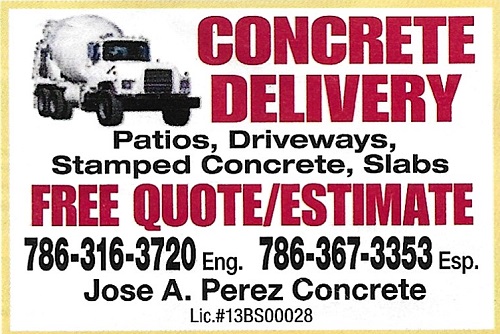 CONCRETE
DELIVERY
Patios, Driveways,
Stamped Concrete, Slabs
FREE QUOTE/ESTIMATE
786-316-3720 Eng. 786-367-3353 Esp.
Jose A. Perez Concrete
Lic.#13BS00028